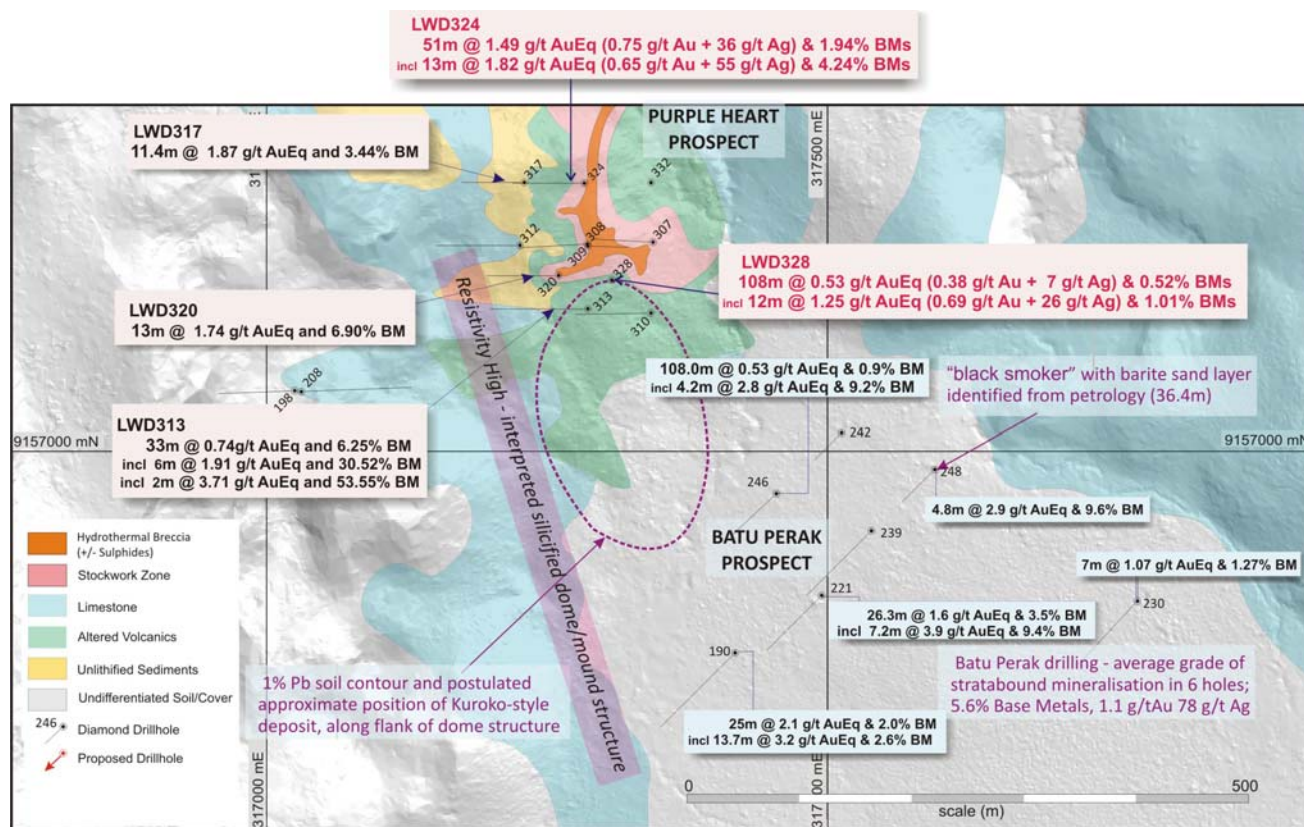 LWD324
51m @ 1.49 g/t AuEq (0.75 g/t Au + 36 g/t Ag) & 1.94% BMs
incl 13m @ 1.82 g/t AuEq (0.65 g/t Au + 55 g/t Ag) & 4.24% BMs
PURPLE HEART
PROSPECT
LWD317
11.4m @ 1.87 g/t AuEq and 3.44% BM
317
324
332
317500 mE
312
308
309
307
320
328
313
310
LWD328
108m @ 0.53 g/t AuEq (0.38 g/t Au + 7 g/t Ag) & 0.52% BMs
incl 12m @ 1.25 g/t AuEq (0.69 g/t Au + 26 g/t Ag) & 1.01% BMs
LWD320
13m @ 1.74 g/t AuEq and 6.90% BM
Resistivity High - interpreted silicified dome/mound structure
208
198
108.0m @ 0.53 g/t AuEq & 0.9% BM
incl 4.2m @ 2.8 g/t AuEq & 9.2% BM
"black smoker" with barite sand layer
identified from petrology (36.4m)
LWD313
33m @ 0.74g/t AuEq and 6.25% BM
incl 6m @ 1.91 g/t AuEq and 30.52% BM
incl 2m @ 3.71 g/t AuEq and 53.55% BM
9157000 mN
9157000 mN
242
246
248
4.8m @ 2.9 g/t AuEq & 9.6% BM
239
BATU PERAK
PROSPECT
7m @ 1.07 g/t AuEq & 1.27% BM
221
230
26.3m @ 1.6 g/t AuEq & 3.5% BM
incl 7.2m @ 3.9 g/t AuEq & 9.4% BM
190
Batu Perak drilling - average grade of
stratabound mineralisation in 6 holes;
5.6% Base Metals, 1.1 g/tAu 78 g/t Ag
1% Pb soil contour and postulated
approximate position of Kuroko-style
deposit, along flank of dome structure
25m @ 2.1 g/t AuEq & 2.0% BM
incl 13.7m @ 3.2 g/t AuEq & 2.6% BM
Hydrothermal Breccia
(+/- Sulphides)
Stockwork Zone
Limestone
Altered Volcanics
Unlithified Sediments
Undifferentiated Soil/Cover
246
Diamond Drillhole
Proposed Drillhole
317000 mE
0
500
scale (m)